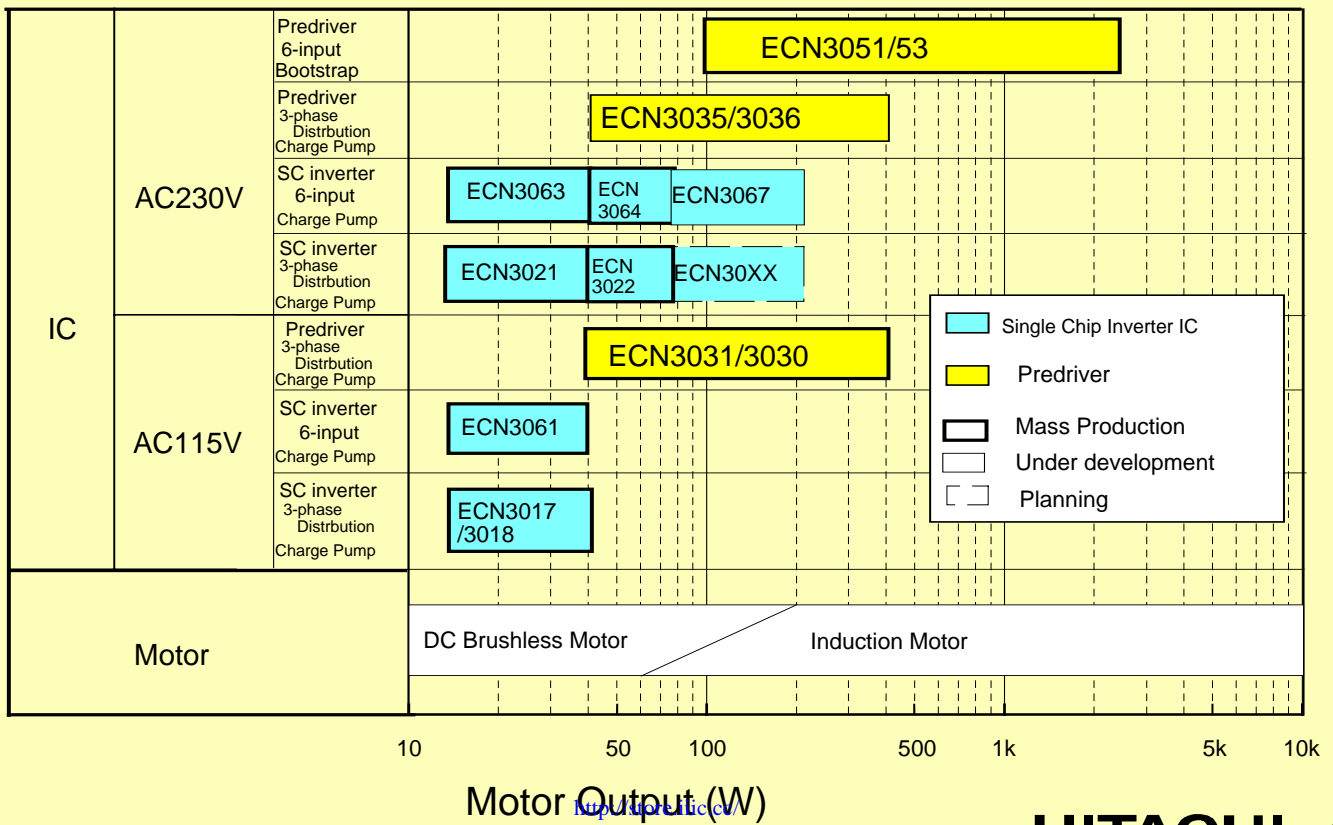 IC
AC230V
Predriver
6-input
Bootstrap
ECN3051/53
Predriver
3-phase
Distrbution
Charge Pump
ECN3035/3036
SC inverter
6-input
Charge Pump
ECN3063
ECN
3064
ECN3067
SC inverter
3-phase
Distrbution
Charge Pump
ECN3021
ECN
3022
ECN30XX
AC115V
Predriver
3-phase
Distrbution
Charge Pump
ECN3031/3030
SC inverter
6-input
Charge Pump
ECN3061
SC inverter
3-phase
Distrbution
Charge Pump
ECN3017
/3018
Single Chip Inverter IC
Predriver
Mass Production
Under development
Planning
Motor
DC Brushless Motor
Induction Motor
10 50 100 500 1k 5k 10k
Motor Output (W)
HITACHI